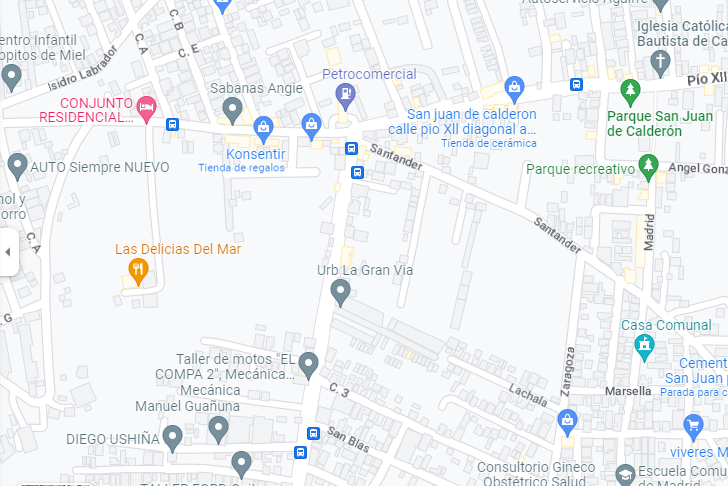 Autoservicio Aguirre
C. B
C. A
C. E
Isidro Labrador
entro Infantil
opitos de Miel
Iglesia Católica
Bautista de Ca
Petrocomercial
Pio XII
Sabanas Angie
CONJUNTO
RESIDENCIAL...
San juan de calderon
calle pio Xll diagonal a...
Tienda de cerámica
Parque San Juan
de Calderón
Konsentir
Tienda de regalos
Santander
Parque recreativo
Angel Gonz
AUTO Siempre NUEVO
nol y
orro
C. A
Santander
Madrid
Las Delicias Del Mar
Urb La Gran Via
G
Casa Comunal
Taller de motos "EL
COMPA 2", Mecánica...
Mecánica
Manuel Guañuna
Zaragoza
Cement
San Juan p
Parada para c
C. 3
Lachala
Marsella
DIEGO USHIÑA
San Blas
viveres M
Consultorio Gineco
Obstétrico Salud
Escuela Comu
de Madrid